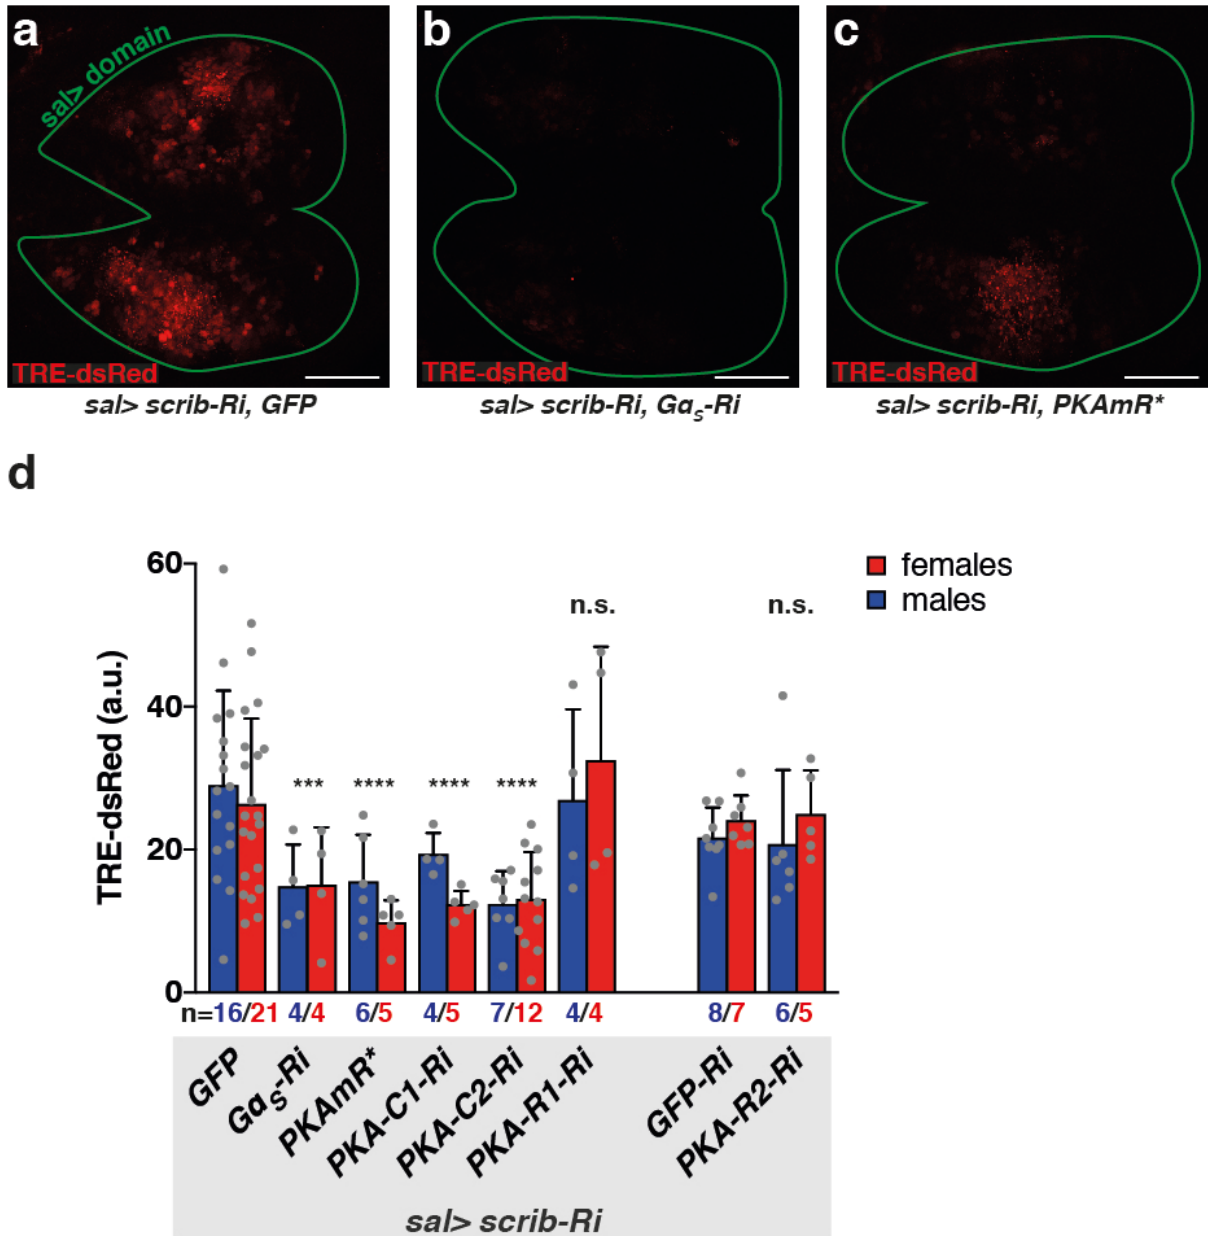 a
sal> domain
TRE-dsRed
sal> scrib-Ri, GFP
b
TRE-dsRed
sal> scrib-Ri, Gαs-Ri
c
TRE-dsRed
sal> scrib-Ri, PKAmR*
d
females
males
TRE-dsRed (a.u.)
60
40
20
0
*** **** **** **** n.s. n.s.
n=16/21 4/4 6/5 4/5 7/12 4/4 8/7 6/5
GFP
Gαs-Ri
PKAmR*
PKA-C1-Ri
PKA-C2-Ri
PKA-R1-Ri
GFP-Ri
PKA-R2-Ri
sal> scrib-Ri